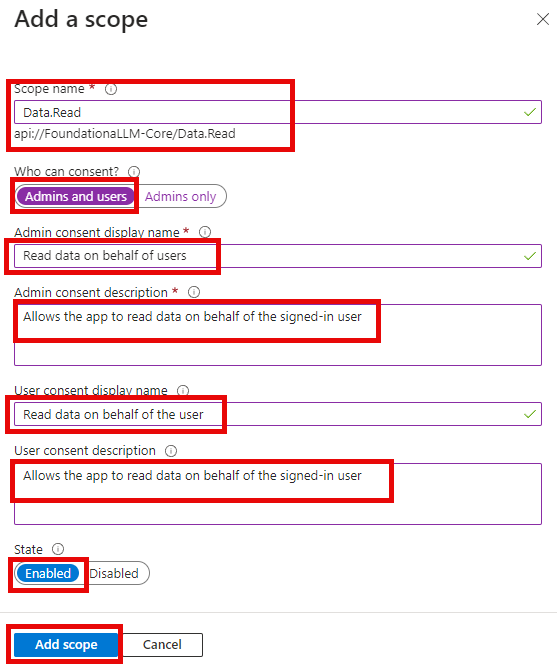 Add a scope
Scope name *
Data.Read
api://FoundationaLLM-Core/Data.Read
Who can consent?
Admins and users Admins only
Admin consent display name *
Read data on behalf of users
Admin consent description *
Allows the app to read data on behalf of the signed-in user
User consent display name
Read data on behalf of the user
User consent description
Allows the app to read data on behalf of the signed-in user
State
Enabled Disabled
Add scope Cancel